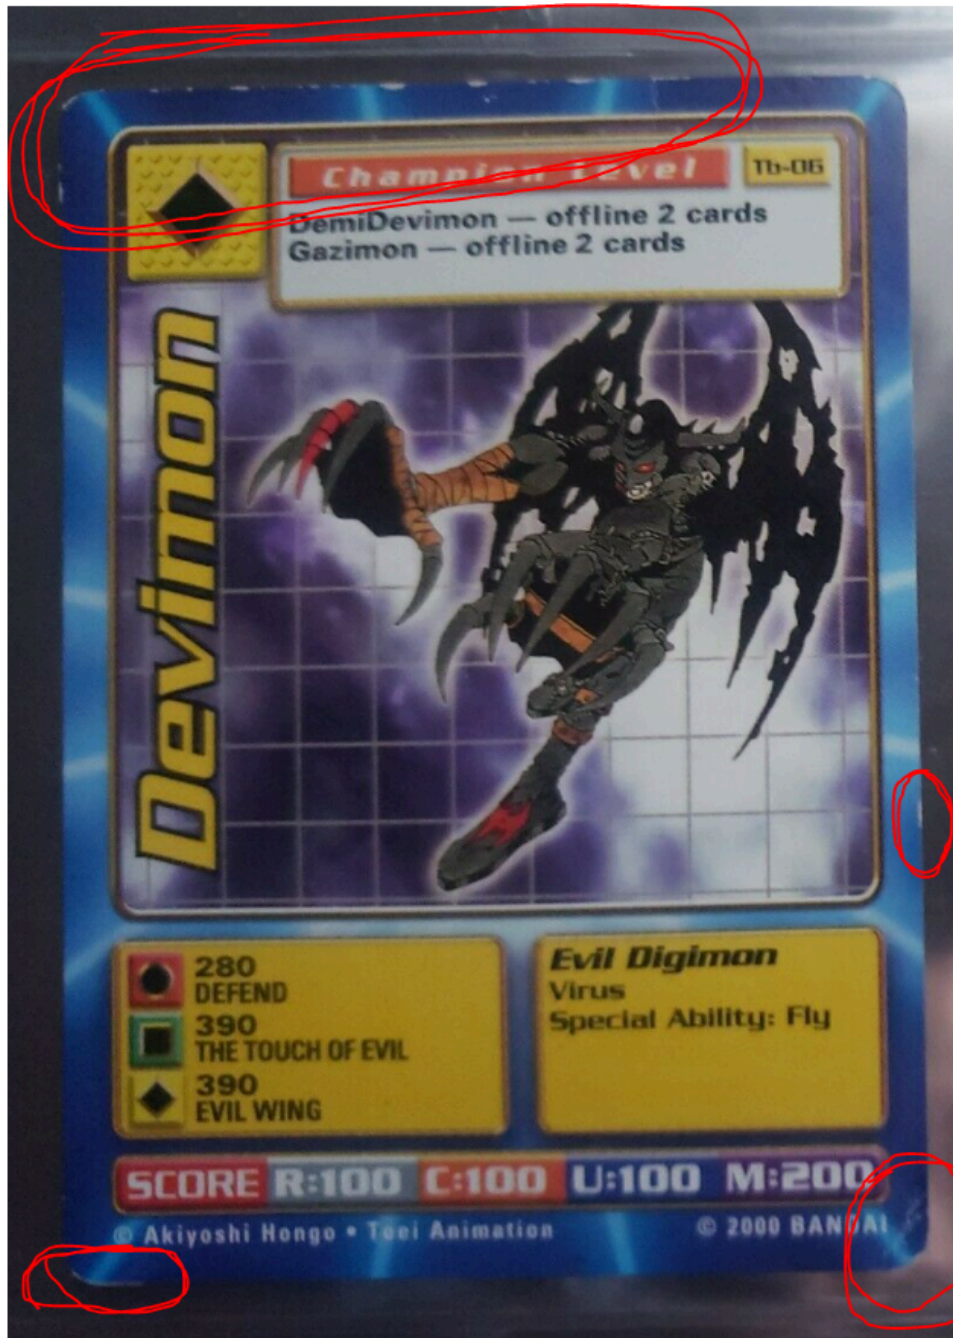 Champion Level
Tb-06
DemiDevimon — offline 2 cards
Gazimon — offline 2 cards
Devimon
280
DEFEND
390
THE TOUCH OF EVIL
390
EVIL WING
Evil Digimon
Virus
Special Ability: Fly
SCORE R:100 C:100 U:100 M:200
© Akiyoshi Hongo • Toei Animation
© 2000 BANDAI